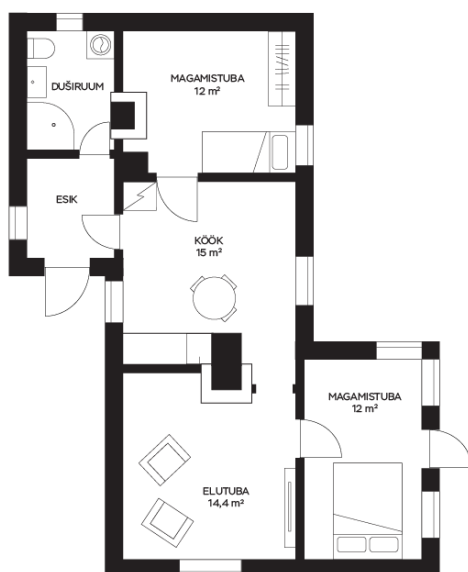 DUŠIRUUM
MAGAMISTUBA
12 m²
ESIK
KÖÖK
15 m²
MAGAMISTUBA
12 m²
ELUTUBA
14,4 m²